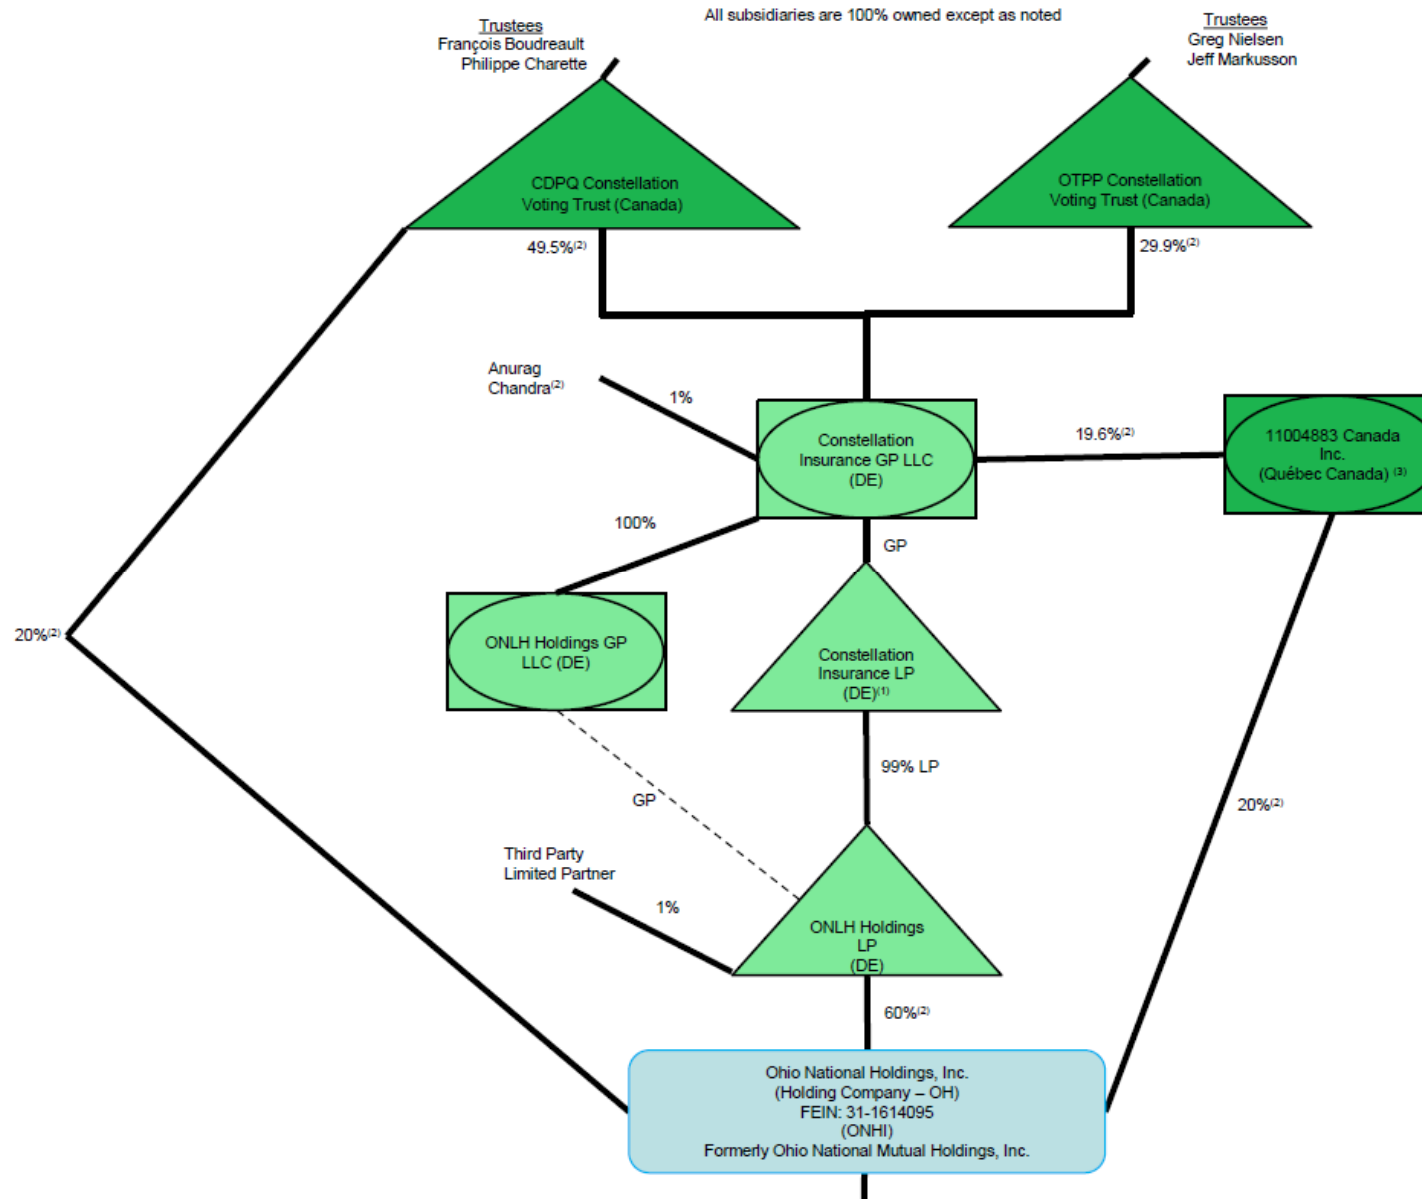 All subsidiaries are 100% owned except as noted
Trustees
François Boudreault
Philippe Charette
Trustees
Greg Nielsen
Jeff Markusson
CDPQ Constellation
Voting Trust (Canada)
OTPP Constellation
Voting Trust (Canada)
49.5%(2)
29.9%(2)
Anurag
Chandra(2)
1%
Constellation
Insurance GP LLC
(DE)
19.6%(2)
11004883 Canada
Inc.
(Québec Canada) (3)
100%
GP
ONLH Holdings GP
LLC (DE)
Constellation
Insurance LP
(DE)(1)
20%(2)
99% LP
GP
20%(2)
Third Party
Limited Partner
1%
ONLH Holdings
LP
(DE)
60%(2)
Ohio National Holdings, Inc.
(Holding Company – OH)
FEIN: 31-1614095
(ONHI)
Formerly Ohio National Mutual Holdings, Inc.